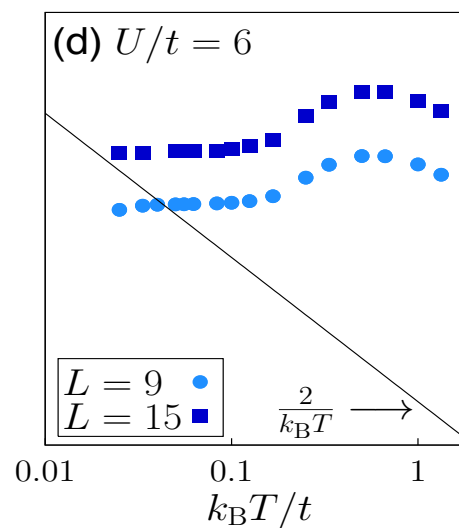 (d) U/t = 6
L = 9
L = 15
2/k_BT →
0.01 0.1 1
k_BT/t